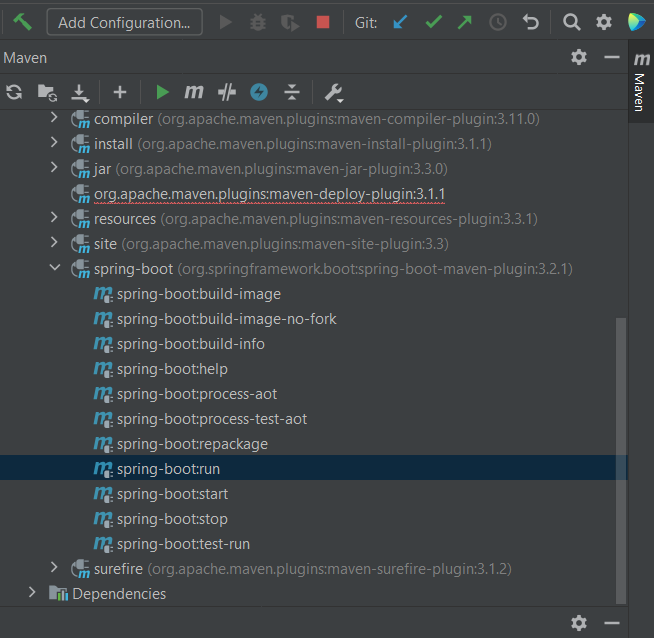 Add Configuration...
Git:
Maven
m
Maven
compiler (org.apache.maven.plugins:maven-compiler-plugin:3.11.0)
install (org.apache.maven.plugins:maven-install-plugin:3.1.1)
jar (org.apache.maven.plugins:maven-jar-plugin:3.3.0)
org.apache.maven.plugins:maven-deploy-plugin:3.1.1
resources (org.apache.maven.plugins:maven-resources-plugin:3.3.1)
site (org.apache.maven.plugins:maven-site-plugin:3.3)
spring-boot (org.springframework.boot:spring-boot-maven-plugin:3.2.1)
spring-boot:build-image
spring-boot:build-image-no-fork
spring-boot:build-info
spring-boot:help
spring-boot:process-aot
spring-boot:process-test-aot
spring-boot:repackage
spring-boot:run
spring-boot:start
spring-boot:stop
spring-boot:test-run
surefire (org.apache.maven.plugins:maven-surefire-plugin:3.1.2)
Dependencies